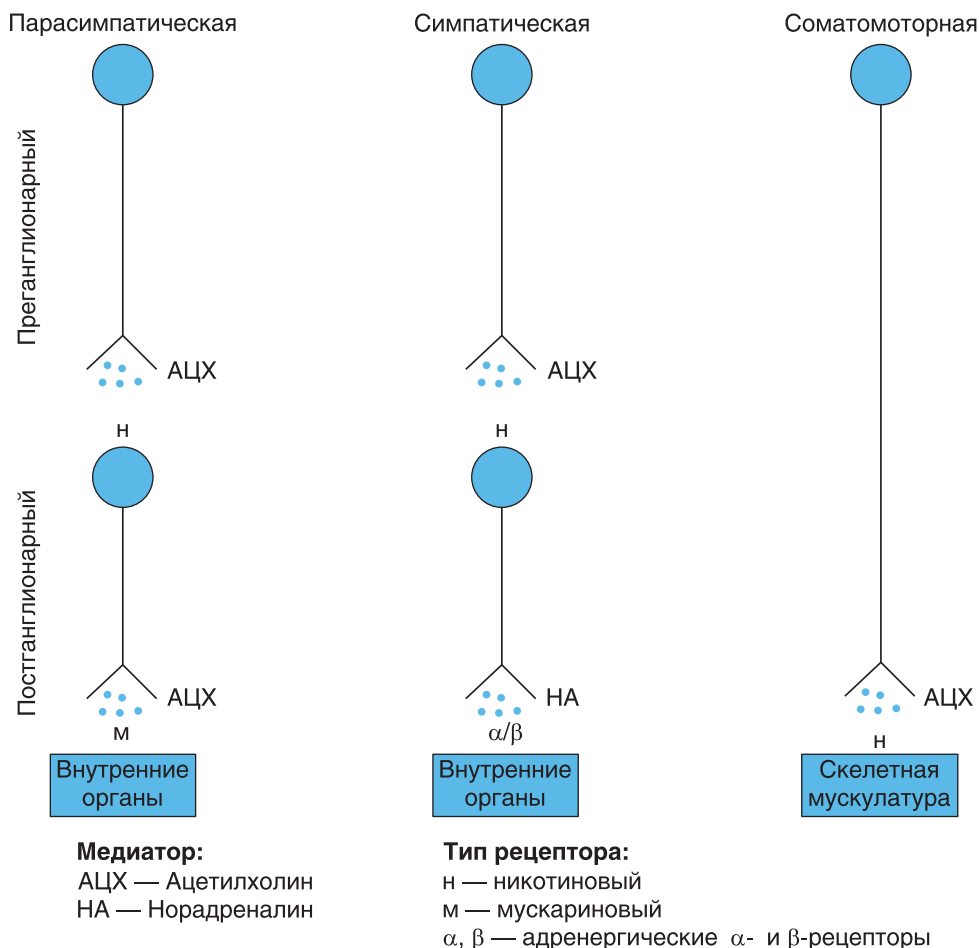 Парасимпатическая
Симпатическая
Соматомоторная
Преганглионарный
АЦХ
АЦХ
н
н
Постганглионарный
АЦХ
НА
АЦХ
м
α/β
н
Внутренние
органы
Внутренние
органы
Скелетная
мускулатура
Медиатор:
АЦХ — Ацетилхолин
НА — Норадреналин
Тип рецептора:
н — никотиновый
м — мускариновый
α, β — адренергические α- и β-рецепторы